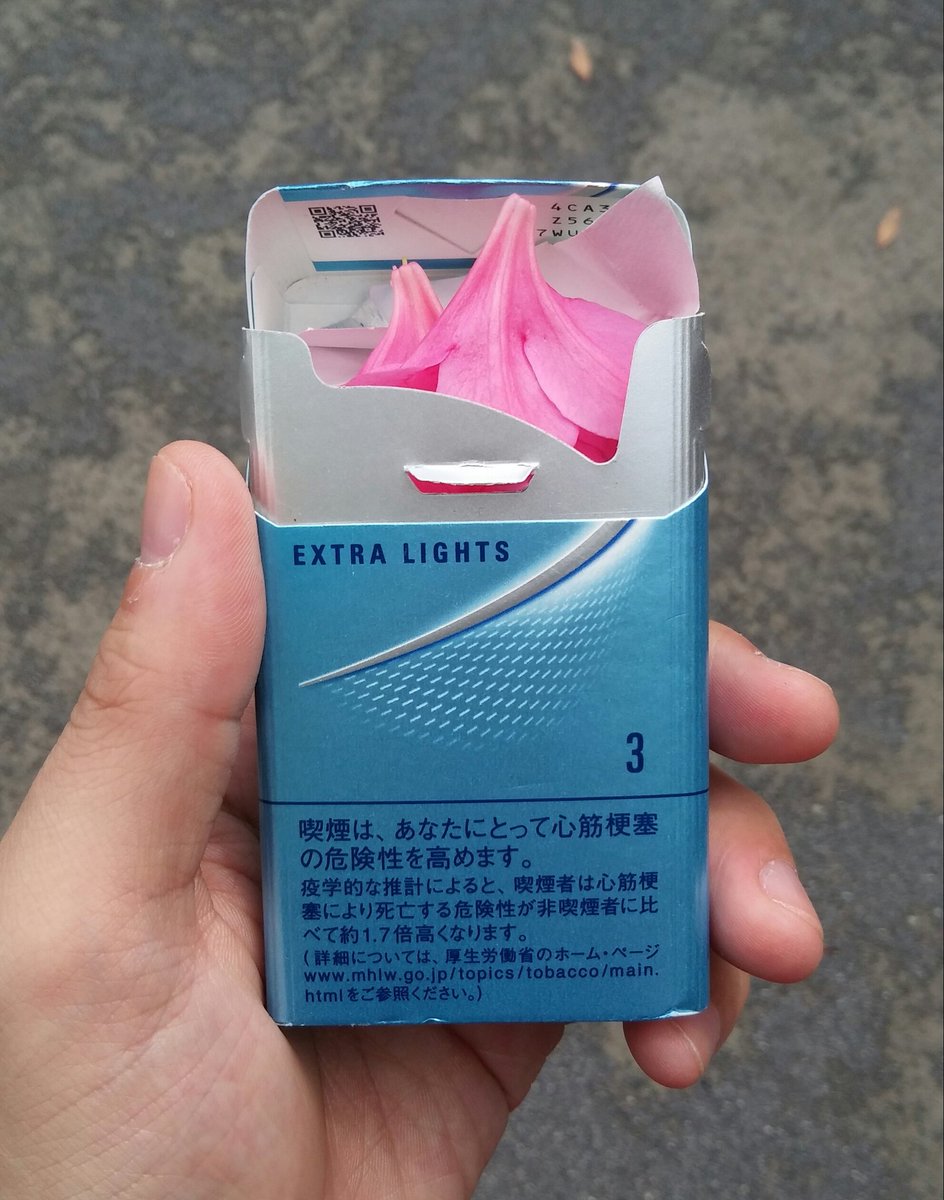 4CA3
Z56
7WU
EXTRA LIGHTS
3
喫煙は、あなたにとって心筋梗塞
の危険性を高めます。
疫学的な推計によると、喫煙者は心筋梗
塞により死亡する危険性が非喫煙者に比
べて約1.7倍高くなります。
(詳細については、厚生労働省のホーム・ページ
www.mhlw.go.jp/topics/tobacco/main.
htmlをご参照ください。)